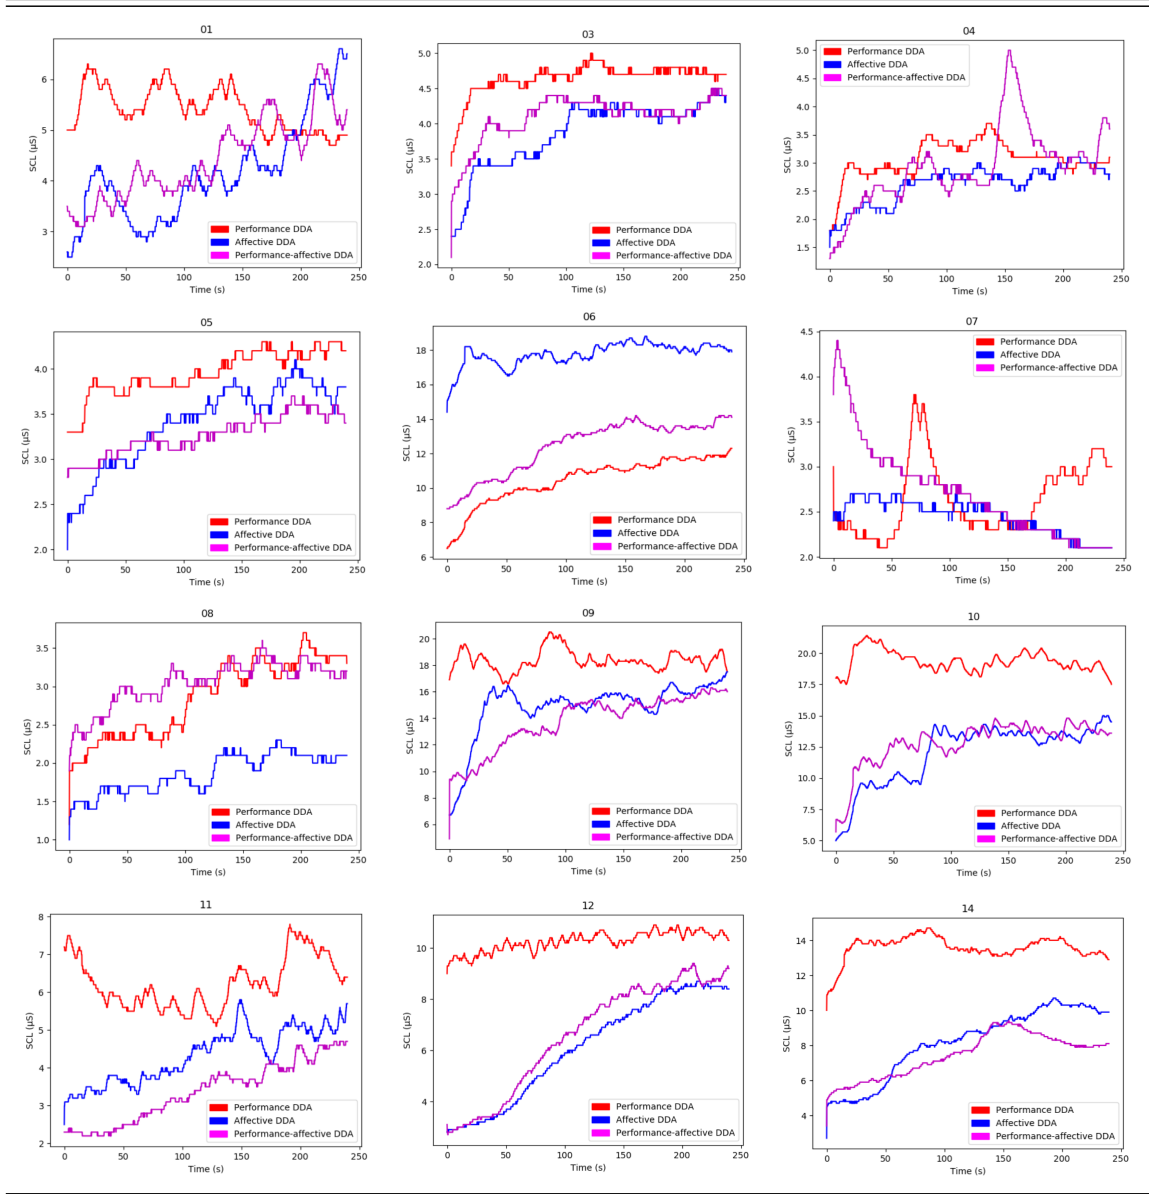 01
6
5
4
3
SCL (µS)
0 50 100 150 200 250
Time (s)
Performance DDA
Affective DDA
Performance-affective DDA
03
5.0
4.5
4.0
3.5
3.0
2.5
2.0
SCL (µS)
0 50 100 150 200 250
Time (s)
Performance DDA
Affective DDA
Performance-affective DDA
04
5.0
4.5
4.0
3.5
3.0
2.5
2.0
1.5
SCL (µS)
0 50 100 150 200 250
Time (s)
Performance DDA
Affective DDA
Performance-affective DDA
05
4.0
3.5
3.0
2.5
2.0
SCL (µS)
0 50 100 150 200 250
Time (s)
Performance DDA
Affective DDA
Performance-affective DDA
06
18
16
14
12
10
8
6
SCL (µS)
0 50 100 150 200 250
Time (s)
Performance DDA
Affective DDA
Performance-affective DDA
07
4.5
4.0
3.5
3.0
2.5
2.0
SCL (µS)
0 50 100 150 200 250
Time (s)
Performance DDA
Affective DDA
Performance-affective DDA
08
3.5
3.0
2.5
2.0
1.5
1.0
SCL (µS)
0 50 100 150 200 250
Time (s)
Performance DDA
Affective DDA
Performance-affective DDA
09
20
18
16
14
12
10
8
6
SCL (µS)
0 50 100 150 200 250
Time (s)
Performance DDA
Affective DDA
Performance-affective DDA
10
20.0
17.5
15.0
12.5
10.0
7.5
5.0
SCL (µS)
0 50 100 150 200 250
Time (s)
Performance DDA
Affective DDA
Performance-affective DDA
11
8
7
6
5
4
3
2
SCL (µS)
0 50 100 150 200 250
Time (s)
Performance DDA
Affective DDA
Performance-affective DDA
12
10
8
6
4
SCL (µS)
0 50 100 150 200 250
Time (s)
Performance DDA
Affective DDA
Performance-affective DDA
14
14
12
10
8
6
4
SCL (µS)
0 50 100 150 200 250
Time (s)
Performance DDA
Affective DDA
Performance-affective DDA